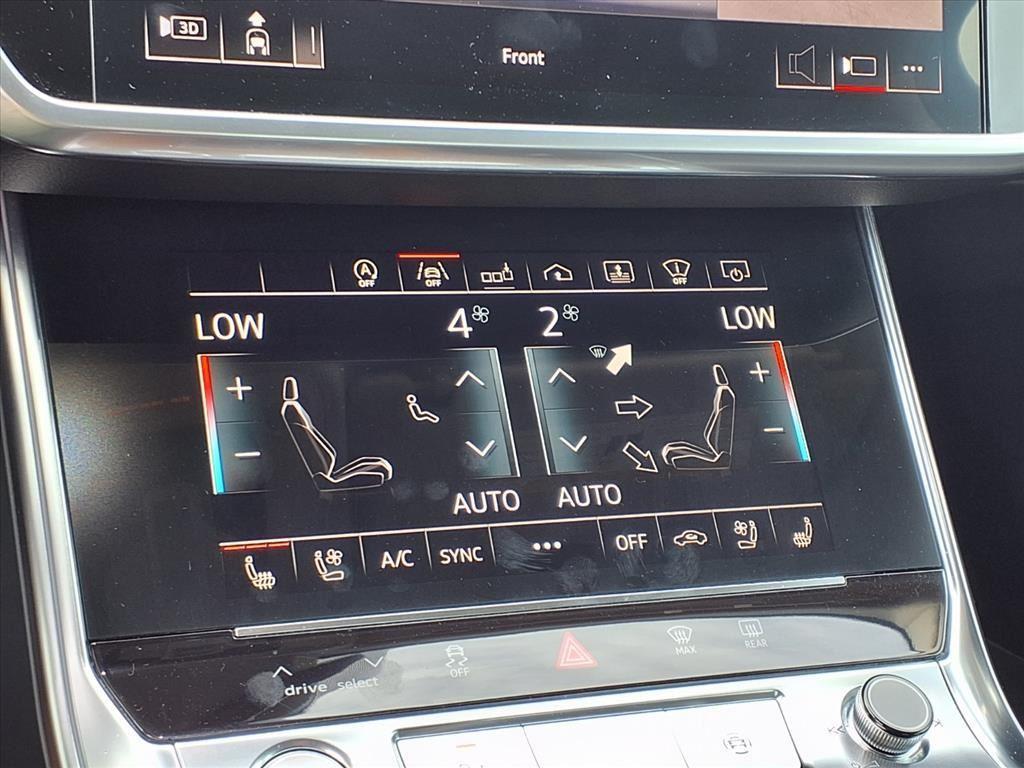 3D
Front
A
OFF
OFF
OFF
LOW
4
2
LOW
AUTO
AUTO
A/C
SYNC
OFF
drive select
OFF
MAX
REAR